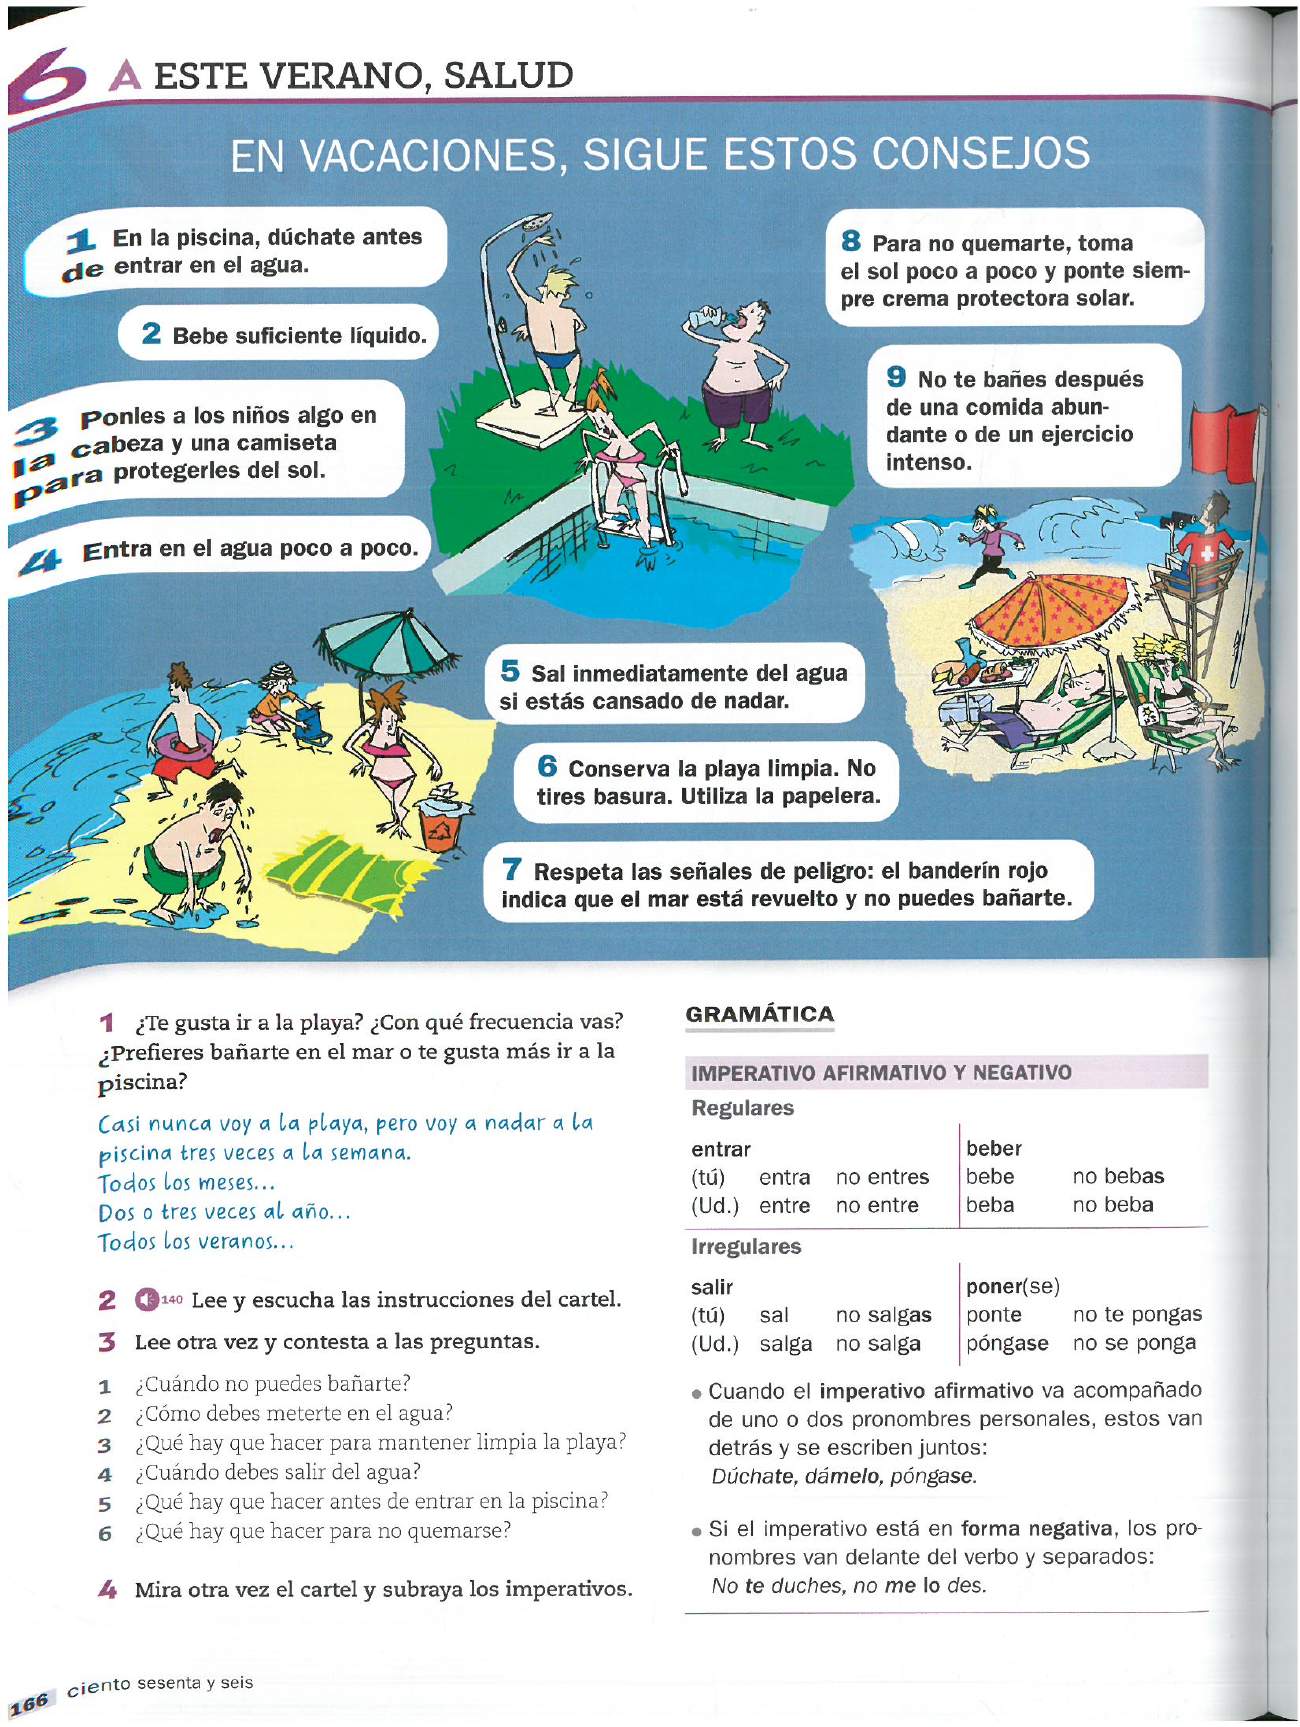 6 A ESTE VERANO, SALUD
EN VACACIONES, SIGUE ESTOS CONSEJOS
1 En la piscina, dúchate antes
de entrar en el agua.
2 Bebe suficiente líquido.
3 Ponles a los niños algo en
la cabeza y una camiseta
para protegerles del sol.
4 Entra en el agua poco a poco.
5 Sal inmediatamente del agua
si estás cansado de nadar.
6 Conserva la playa limpia. No
tires basura. Utiliza la papelera.
7 Respeta las señales de peligro: el banderín rojo
indica que el mar está revuelto y no puedes bañarte.
8 Para no quemarte, toma
el sol poco a poco y ponte siem-
pre crema protectora solar.
9 No te bañes después
de una comida abun-
dante o de un ejercicio
intenso.
1 ¿Te gusta ir a la playa? ¿Con qué frecuencia vas?
¿Prefieres bañarte en el mar o te gusta más ir a la
piscina?
Casi nunca voy a la playa, pero voy a nadar a la
piscina tres veces a la semana.
Todos los meses...
Dos o tres veces al año...
Todos los veranos...
2 140 Lee y escucha las instrucciones del cartel.
3 Lee otra vez y contesta a las preguntas.
1 ¿Cuándo no puedes bañarte?
2 ¿Cómo debes meterte en el agua?
3 ¿Qué hay que hacer para mantener limpia la playa?
4 ¿Cuándo debes salir del agua?
5 ¿Qué hay que hacer antes de entrar en la piscina?
6 ¿Qué hay que hacer para no quemarse?
4 Mira otra vez el cartel y subraya los imperativos.
GRAMÁTICA
IMPERATIVO AFIRMATIVO Y NEGATIVO
Regulares
entrar beber
(tú) entra no entres bebe no bebas
(Ud.) entre no entre beba no beba
Irregulares
salir poner(se)
(tú) sal no salgas ponte no te pongas
(Ud.) salga no salga póngase no se ponga
• Cuando el imperativo afirmativo va acompañado
de uno o dos pronombres personales, estos van
detrás y se escriben juntos:
Dúchate, dámelo, póngase.
• Si el imperativo está en forma negativa, los pro-
nombres van delante del verbo y separados:
No te duches, no me lo des.
166 ciento sesenta y seis